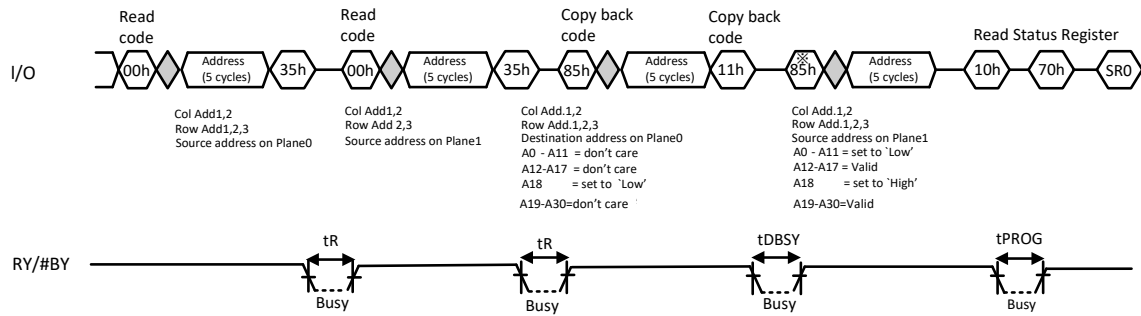 Read
code
Read
code
Copy back
code
Copy back
code
Read Status Register
I/O
00h
Address
(5 cycles)
35h
00h
Address
(5 cycles)
35h
85h
Address
(5 cycles)
11h
※
85h
Address
(5 cycles)
10h
70h
SR0
Col Add1,2
Row Add1,2,3
Source address on Plane0
Col Add1,2
Row Add 2,3
Source address on Plane1
Col Add.1,2
Row Add.1,2,3
Destination address on Plane0
A0 - A11 = don't care
A12-A17 = don't care
A18 = set to `Low'
A19-A30=don't care
Col Add.1,2
Row Add.1,2,3
Source address on Plane1
A0 - A11 = set to `Low'
A12-A17 = Valid
A18 = set to `High'
A19-A30=Valid
RY/#BY
tR
Busy
tR
Busy
tDBSY
Busy
tPROG
Busy